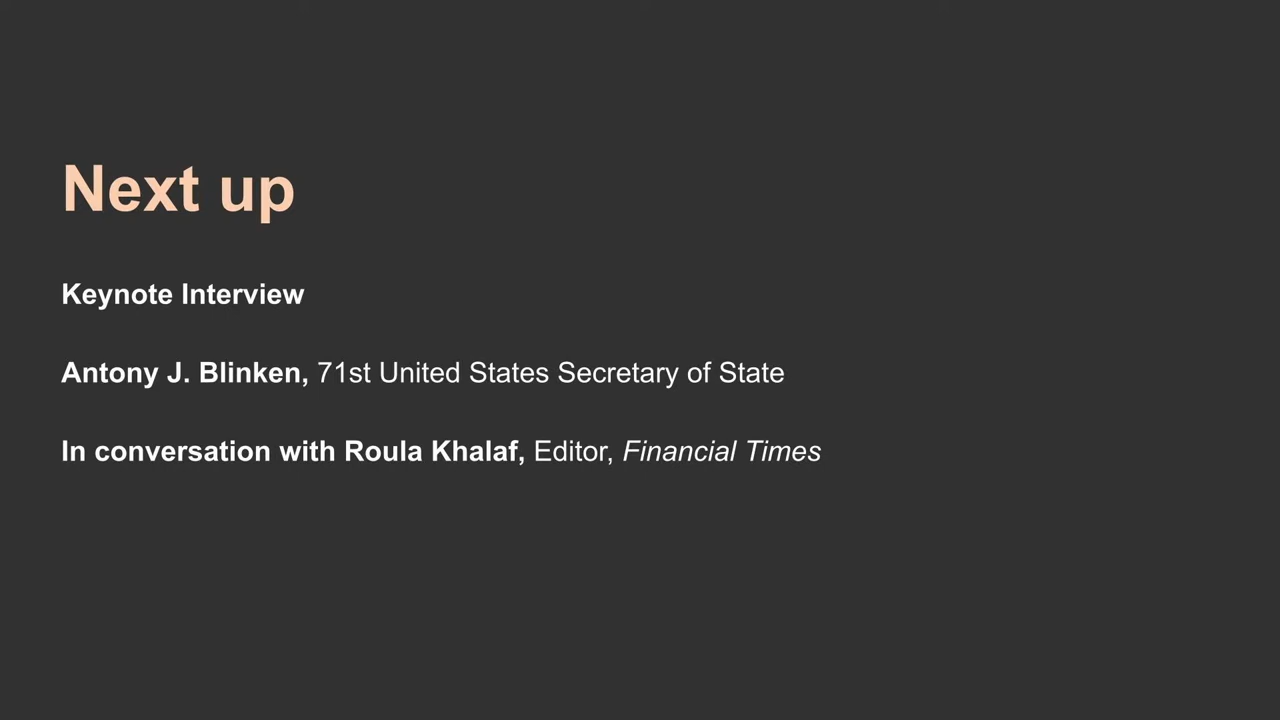 Next up
Keynote Interview
Antony J. Blinken, 71st United States Secretary of State
In conversation with Roula Khalaf, Editor, Financial Times